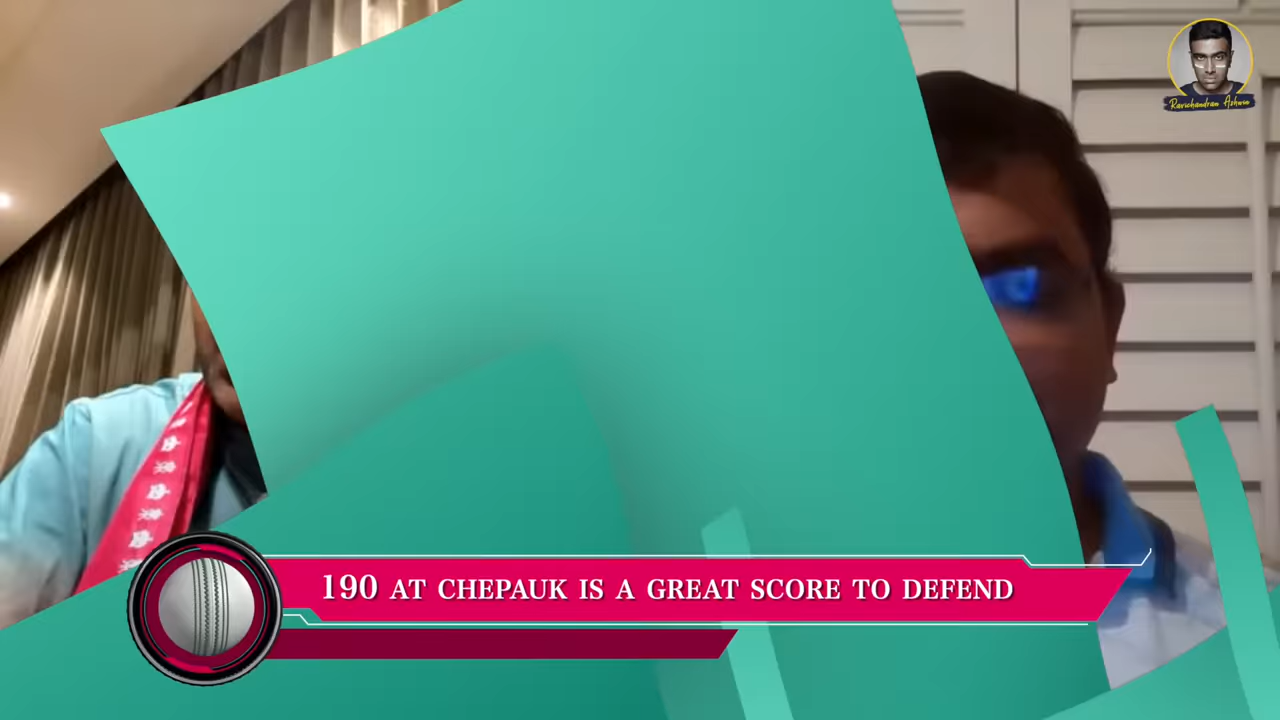 Ravichandran Ashwin
190 AT CHEPAUK IS A GREAT SCORE TO DEFEND